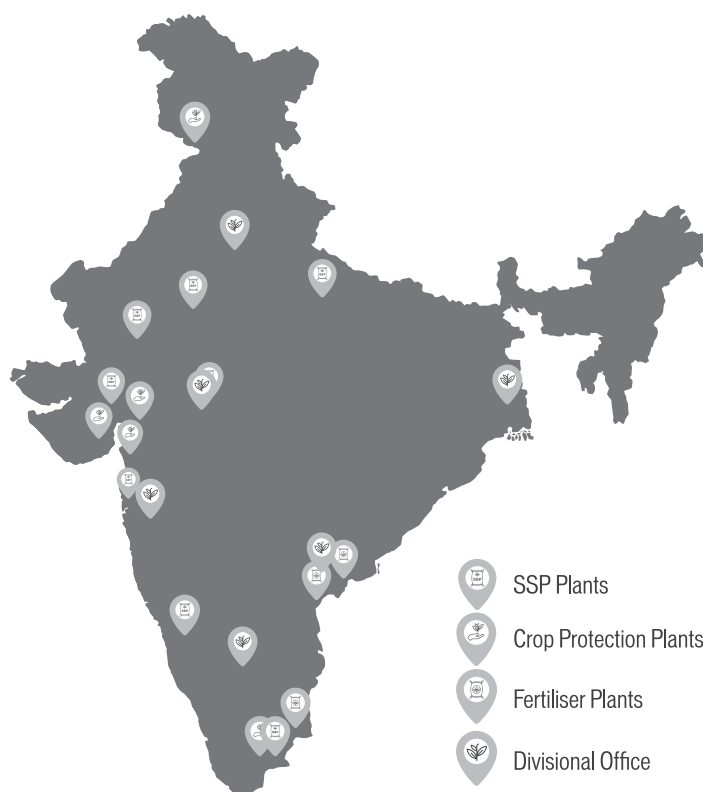 SSP Plants
Crop Protection Plants
Fertiliser Plants
Divisional Office